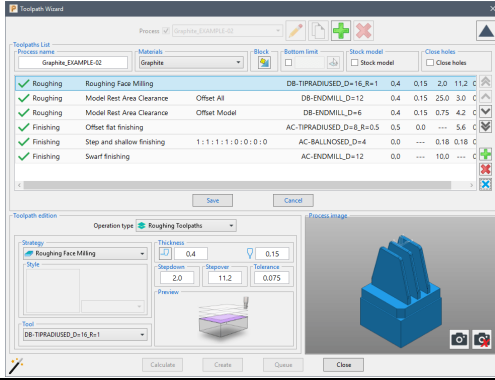 Toolpath Wizard
Process Graphite_EXAMPLE-02
Toolpaths List
Process name Materials Block Bottom limit Stock model Close holes
Graphite_EXAMPLE-02 Graphite Stock model Close holes
Roughing Roughing Face Milling DB-TIPRADIUSED_D=16_R=1 0.4 0.15 2.0 11.2 C
Roughing Model Rest Area Clearance Offset All DB-ENDMILL_D=12 0.4 0.15 25.0 3.0 C
Roughing Model Rest Area Clearance Offset Model DB-ENDMILL_D=6 0.4 0.15 0.75 4.2 C
Finishing Offset flat finishing AC-TIPRADIUSED_D=8_R=0.5 0.5 0.0 --- 5.6 C
Finishing Step and shallow finishing 1 : 1 : 1 : 1 : 0 : 0 : 0 : 0 AC-BALLNOSED_D=4 0.0 --- 0.18 0.18 C
Finishing Swarf finishing AC-ENDMILL_D=12 0.0 --- 10.0 --- C
Save Cancel
Toolpath edition Process image
Operation type Roughing Toolpaths
Strategy Thickness
Roughing Face Milling 0.4 0.15
Style Stepdown Stepover Tolerance
2.0 11.2 0.075
Preview
Tool
DB-TIPRADIUSED_D=16_R=1
Calculate Create Queue Close